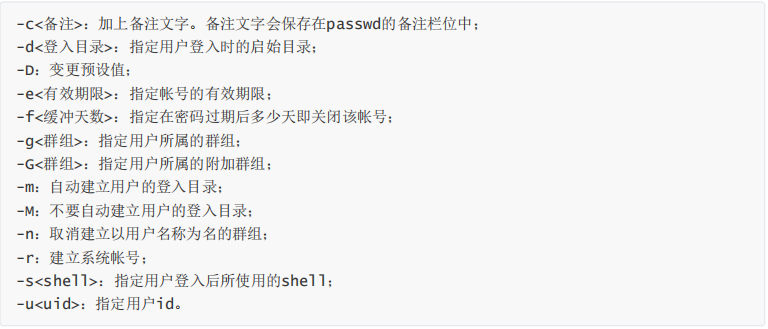 -c<备注>：加上备注文字。备注文字会保存在passwd的备注栏位中；
-d<登入目录>：指定用户登入时的启始目录；
-D：变更预设值；
-e<有效期限>：指定帐号的有效期限；
-f<缓冲天数>：指定在密码过期后多少天即关闭该帐号；
-g<群组>：指定用户所属的群组；
-G<群组>：指定用户所属的附加群组；
-m：自动建立用户的登入目录；
-M：不要自动建立用户的登入目录；
-n：取消建立以用户名称为名的群组；
-r：建立系统帐号；
-s<shell>：指定用户登入后所使用的shell；
-u<uid>：指定用户id。